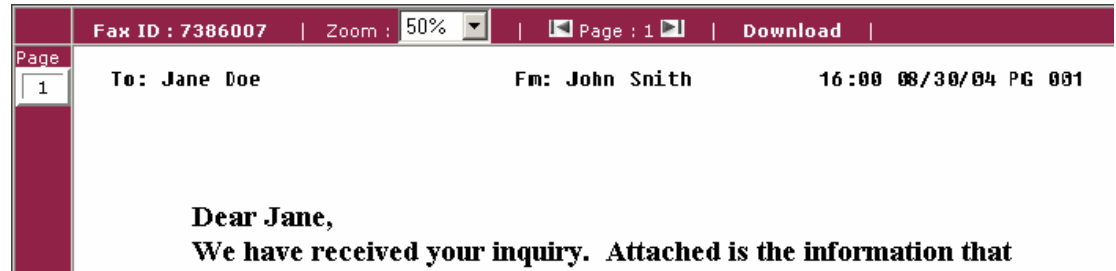 Fax ID : 7386007 | Zoom : 50% | Page : 1 | Download |
Page
1
To: Jane Doe Fm: John Snith 16:00 08/30/04 PG 001
Dear Jane,
We have received your inquiry. Attached is the information that